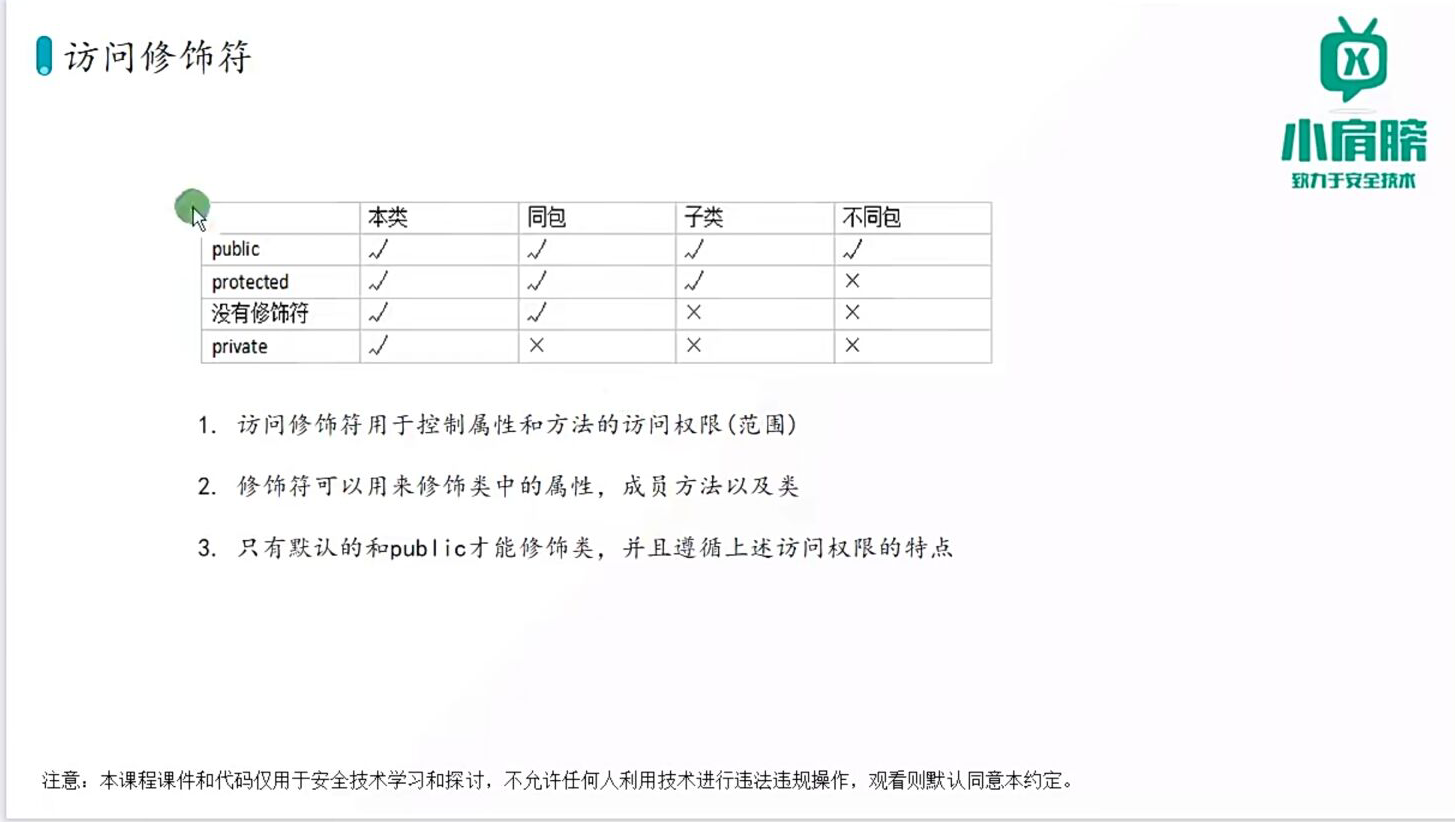 访问修饰符
小肩膀
致力于安全技术
本类 同包 子类 不同包
public √ √ √ √
protected √ √ √ ×
没有修饰符 √ √ × ×
private √ × × ×
1. 访问修饰符用于控制属性和方法的访问权限(范围)
2. 修饰符可以用来修饰类中的属性，成员方法以及类
3. 只有默认的和public才能修饰类，并且遵循上述访问权限的特点
注意：本课程课件和代码仅用于安全技术学习和探讨，不允许任何人利用技术进行违法违规操作，观看则默认同意本约定。